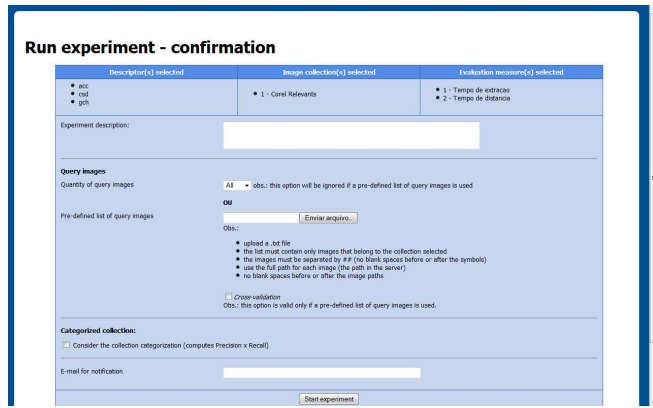 Run experiment - confirmation
Descriptor(s) selected
Image collection(s) selected
Evaluation measure(s) selected
• acc
• csd
• gch
• 1 - Corel Relevants
• 1 - Tempo de extracao
• 2 - Tempo de distancia
Experiment description:
Query images
Quantity of query images
All obs.: this option will be ignored if a pre-defined list of query images is used
OU
Pre-defined list of query images
Enviar arquivo..
Obs.:
• upload a .txt file
• the list must contain only images that belong to the collection selected
• the images must be separated by ## (no blank spaces before or after the symbols)
• use the full path for each image (the path in the server)
• no blank spaces before or after the image paths
Cross-validation
Obs.: this option is valid only if a pre-defined list of query images is used.
Categorized collection:
Consider the collection categorization (computes Precision x Recall)
E-mail for notification
Start experiment